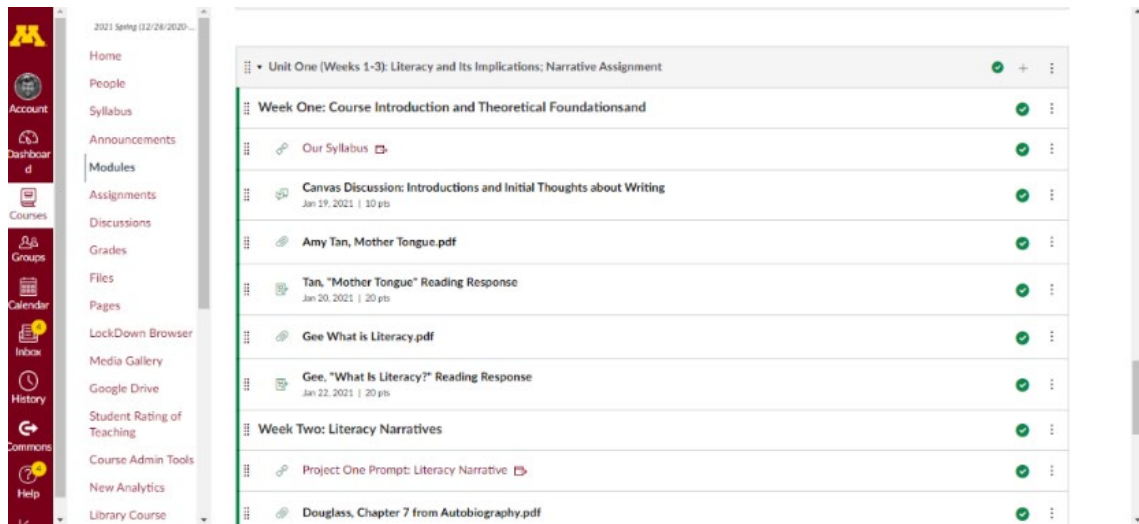 M
Account
Dashboar
d
Courses
Groups
Calendar
4
Inbox
History
Commons
4
Help
2021 Spring (12/28/2020-...
Home
People
Syllabus
Announcements
Modules
Assignments
Discussions
Grades
Files
Pages
LockDown Browser
Media Gallery
Google Drive
Student Rating of
Teaching
Course Admin Tools
New Analytics
Library Course
Unit One (Weeks 1-3): Literacy and Its Implications; Narrative Assignment
Week One: Course Introduction and Theoretical Foundationsand
Our Syllabus
Canvas Discussion: Introductions and Initial Thoughts about Writing
Jan 19, 2021 | 10 pts
Amy Tan, Mother Tongue.pdf
Tan, "Mother Tongue" Reading Response
Jan 20, 2021 | 20 pts
Gee What is Literacy.pdf
Gee, "What Is Literacy?" Reading Response
Jan 22, 2021 | 20 pts
Week Two: Literacy Narratives
Project One Prompt: Literacy Narrative
Douglass, Chapter 7 from Autobiography.pdf